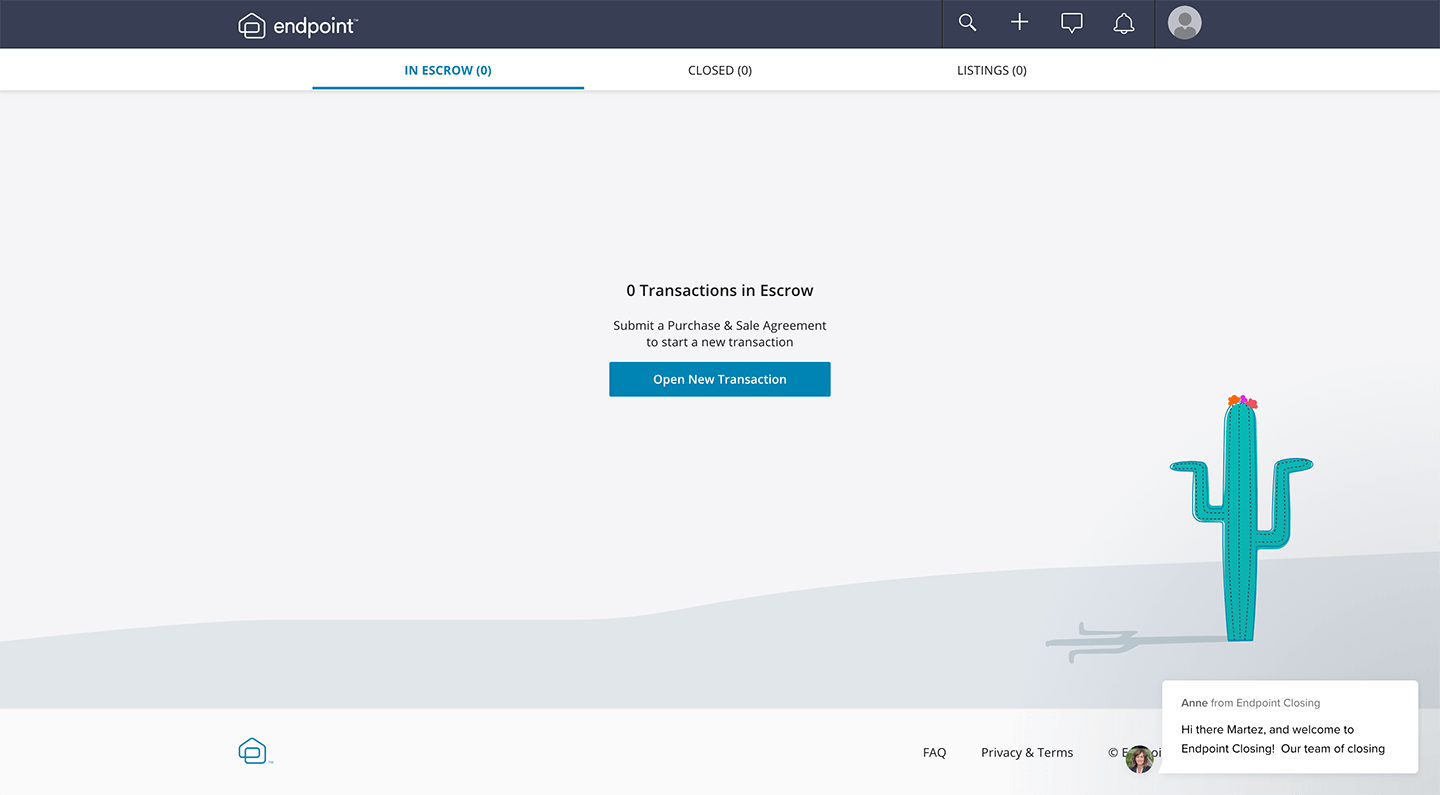 endpoint™
IN ESCROW (0)
CLOSED (0)
LISTINGS (0)
0 Transactions in Escrow
Submit a Purchase & Sale Agreement
to start a new transaction
Open New Transaction
Anne from Endpoint Closing
Hi there Martez, and welcome to
Endpoint Closing! Our team of closing
FAQ
Privacy & Terms
©